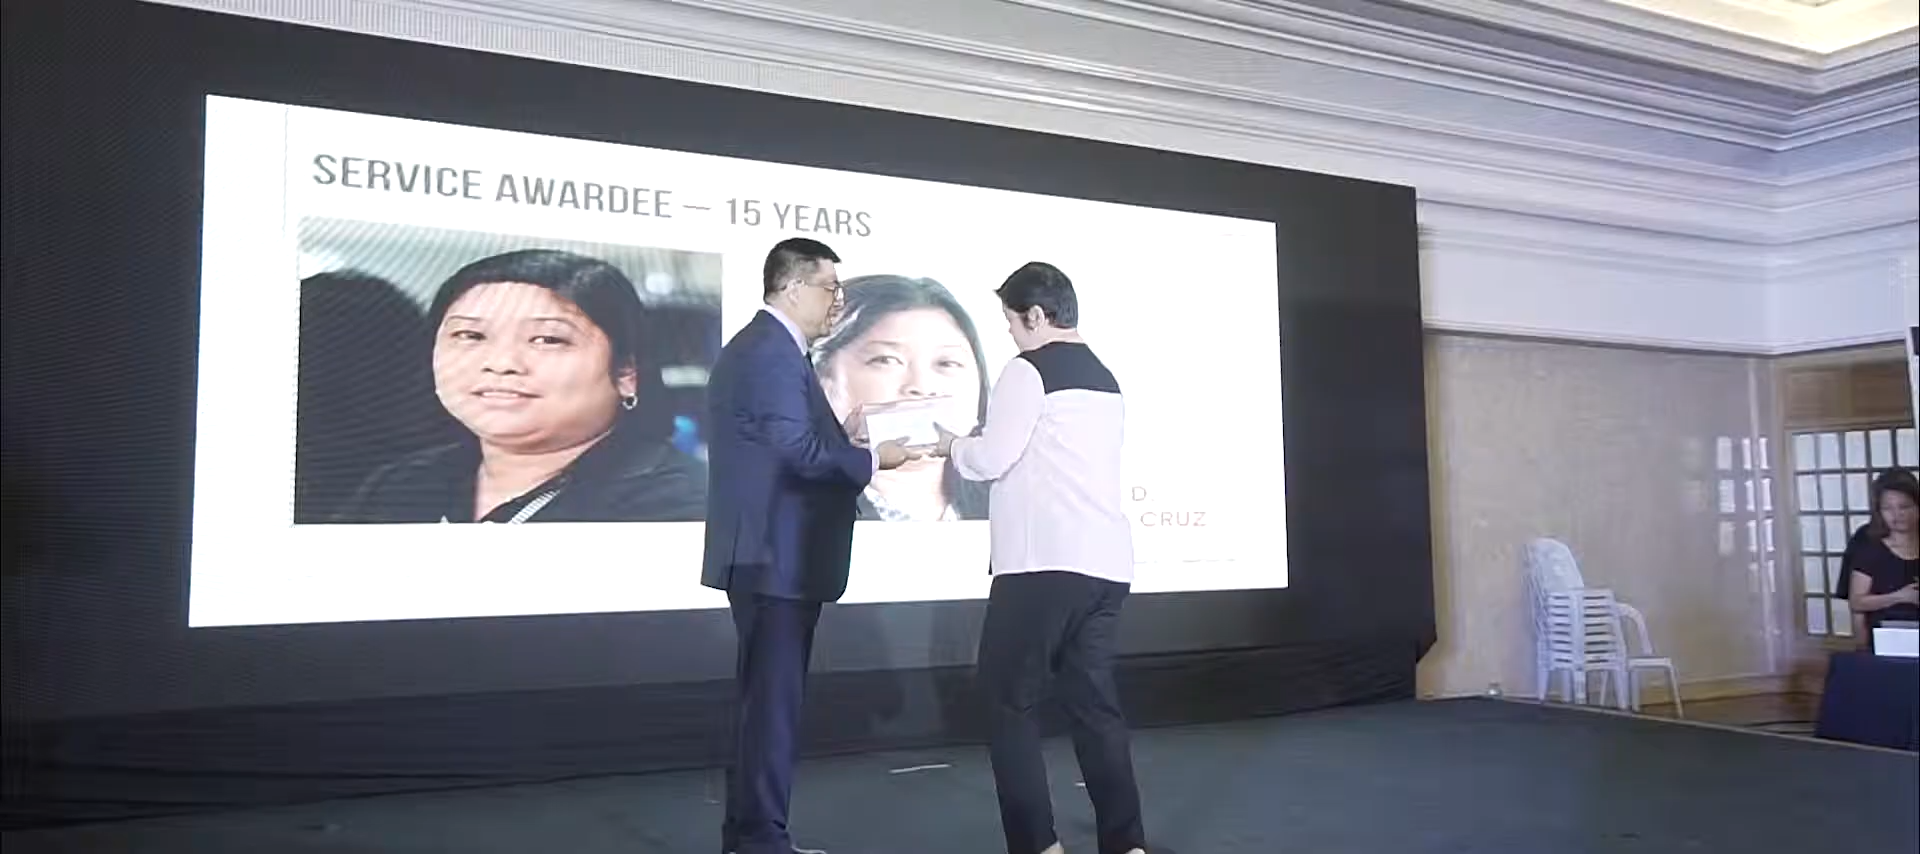 SERVICE AWARDEE — 15 YEARS
D.
CRUZ